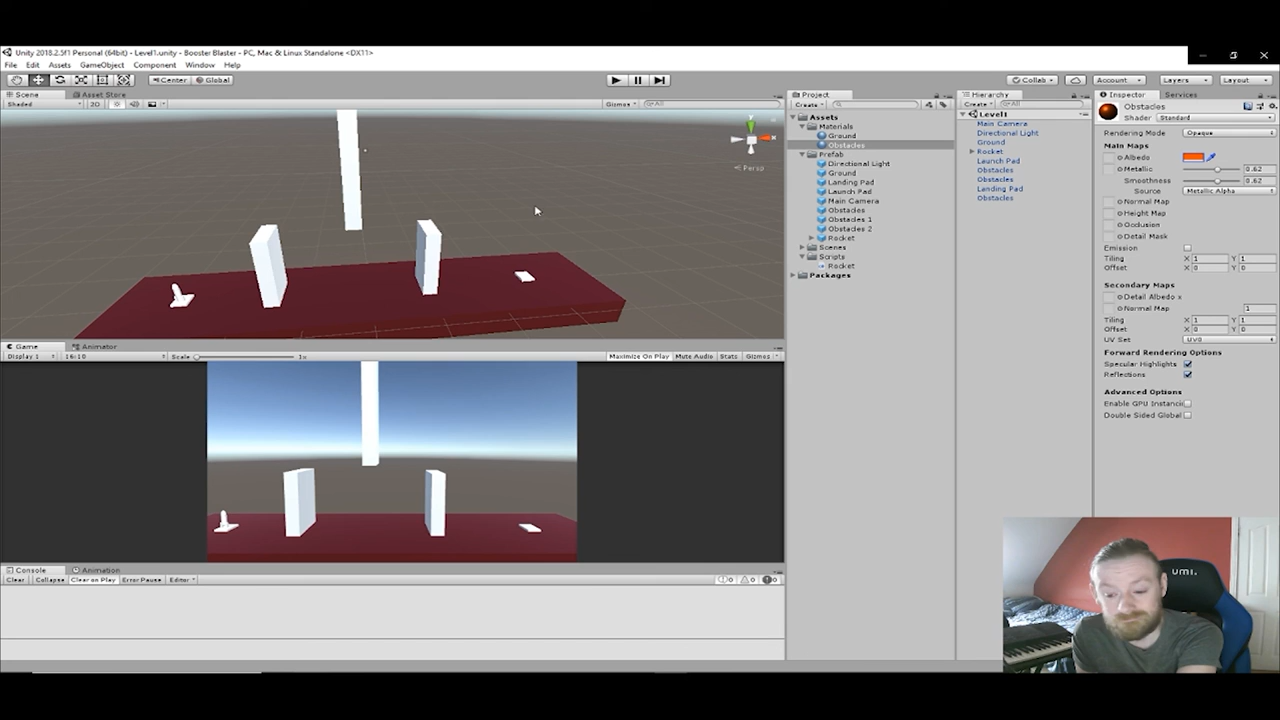 Unity 2018.2.5f1 Personal (64bit) - Level1.unity - Booster Blaster - PC, Mac & Linux Standalone <DX11>
File Edit Assets GameObject Component Window Help
Center Global Collab Account Layers Layout
Scene Asset Store
Shaded 2D Gizmos All
Persp
Game Animator
Display 1 16:10 Scale 1x Maximize On Play Mute Audio Stats Gizmos
Console Animation
Clear Collapse Clear on Play Error Pause Editor 0 0 0
Project
Create
Assets
Materials
Ground
Obstacles
Prefab
Directional Light
Ground
Landing Pad
Launch Pad
Main Camera
Obstacles
Obstacles 1
Obstacles 2
Rocket
Scenes
Scripts
Rocket
Packages
Hierarchy
Create All
Level1
Main Camera
Directional Light
Ground
Rocket
Launch Pad
Obstacles
Obstacles
Landing Pad
Obstacles
Inspector Services
Obstacles
Shader Standard
Rendering Mode Opaque
Main Maps
Albedo
Metallic 0.62
Smoothness 0.62
Source Metallic Alpha
Normal Map
Height Map
Occlusion
Detail Mask
Emission
Tiling X 1 Y 1
Offset X 0 Y 0
Secondary Maps
Detail Albedo x
Normal Map 1
Tiling X 1 Y 1
Offset X 0 Y 0
UV Set UV0
Forward Rendering Options
Specular Highlights
Reflections
Advanced Options
Enable GPU Instancin
Double Sided Global
umi.